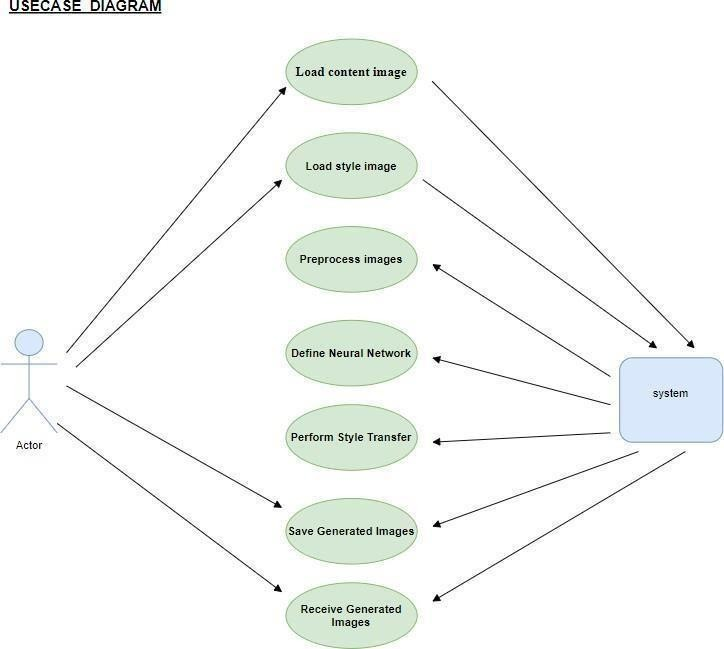 USECASE DIAGRAM
Load content image
Load style image
Preprocess images
Define Neural Network
system
Perform Style Transfer
Actor
Save Generated Images
Receive Generated
Images